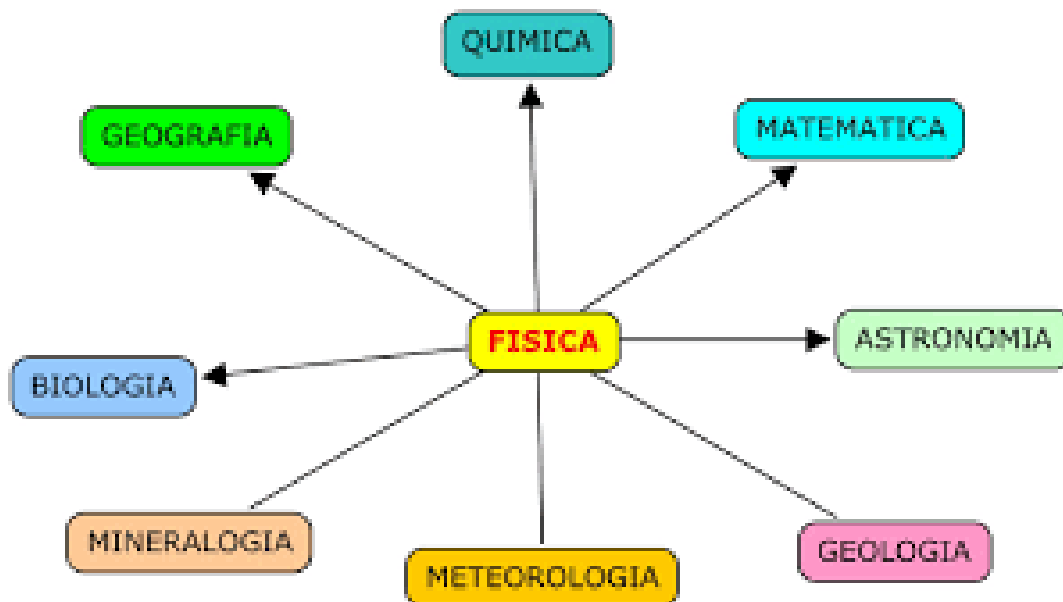 QUIMICA
GEOGRAFIA
MATEMATICA
FISICA
ASTRONOMIA
BIOLOGIA
MINERALOGIA
METEOROLOGIA
GEOLOGIA